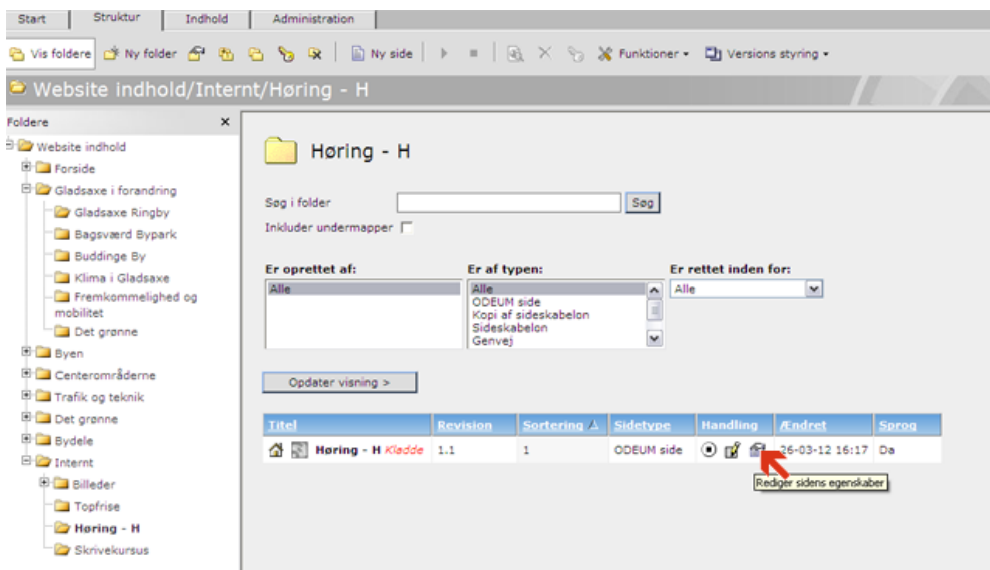 Start Struktur Indhold Administration
Vis foldere Ny folder Ny side Funktioner Versions styring
Website indhold/Internt/Høring - H
Foldere x
Website indhold
Forside
Gladsaxe i forandring
Gladsaxe Ringby
Bagsværd Bypark
Buddinge By
Klima i Gladsaxe
Fremkommelighed og
mobilitet
Det grønne
Byen
Centerområderne
Trafik og teknik
Det grønne
Bydele
Internt
Billeder
Topfrise
Høring - H
Skrivekursus
Høring - H
Søg i folder Søg
Inkluder undermapper
Er oprettet af: Er af typen: Er rettet inden for:
Alle Alle Alle
ODEUM side
Kopi af sideskabelon
Sideskabelon
Genvej
Opdater visning >
Titel Revision Sortering Sidetype Handling Ændret Sprog
Høring - H Kladde 1.1 1 ODEUM side 26-03-12 16:17 Da
Rediger sidens egenskaber